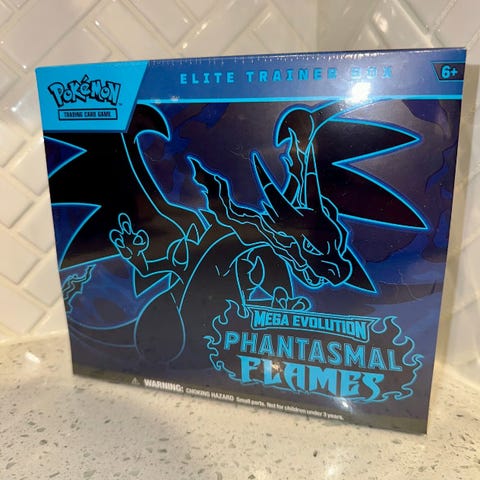 ELITE TRAINER BOX
6+
POKéMON
TRADING CARD GAME
MEGA EVOLUTION
PHANTASMAL
FLAMES
WARNING: CHOKING HAZARD Small parts. Not for children under 3 years.